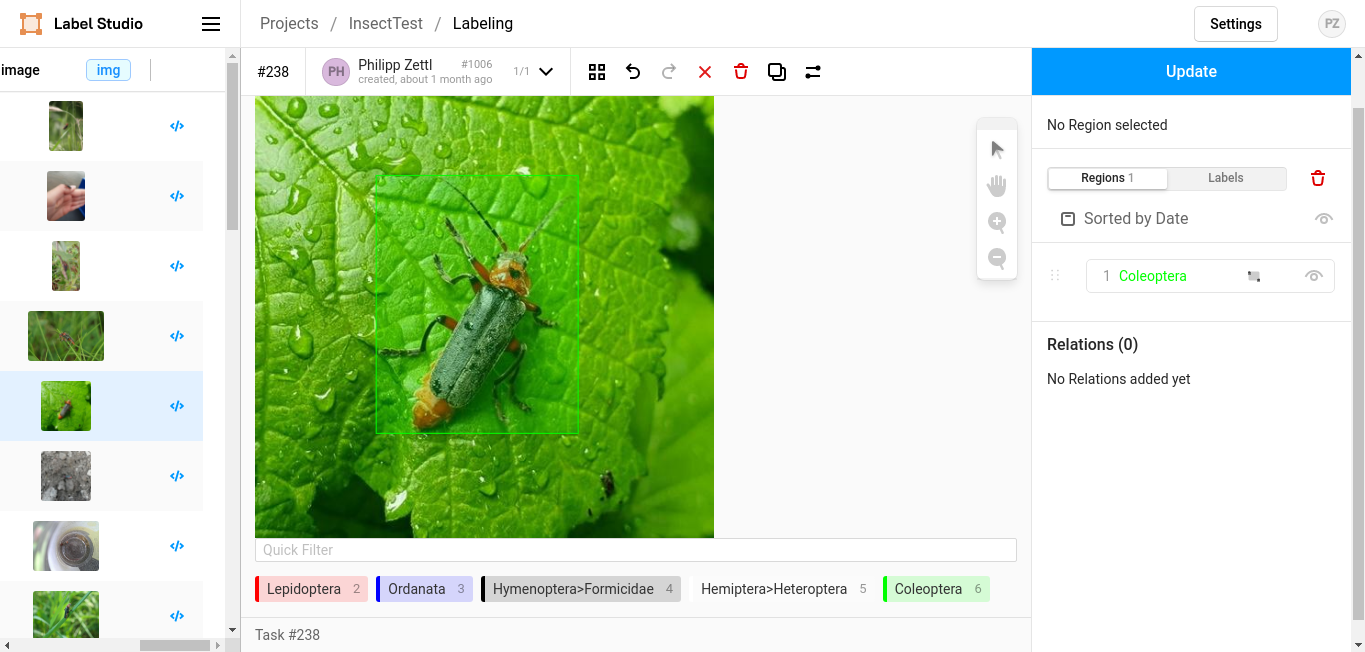 Label Studio
Projects / InsectTest / Labeling
Settings
PZ
image
img
#238
PH
Philipp Zettl
#1006
created, about 1 month ago
1/1
Update
No Region selected
Regions 1
Labels
Sorted by Date
1 Coleoptera
Relations (0)
No Relations added yet
Quick Filter
Lepidoptera 2
Ordanata 3
Hymenoptera>Formicidae 4
Hemiptera>Heteroptera 5
Coleoptera 6
Task #238